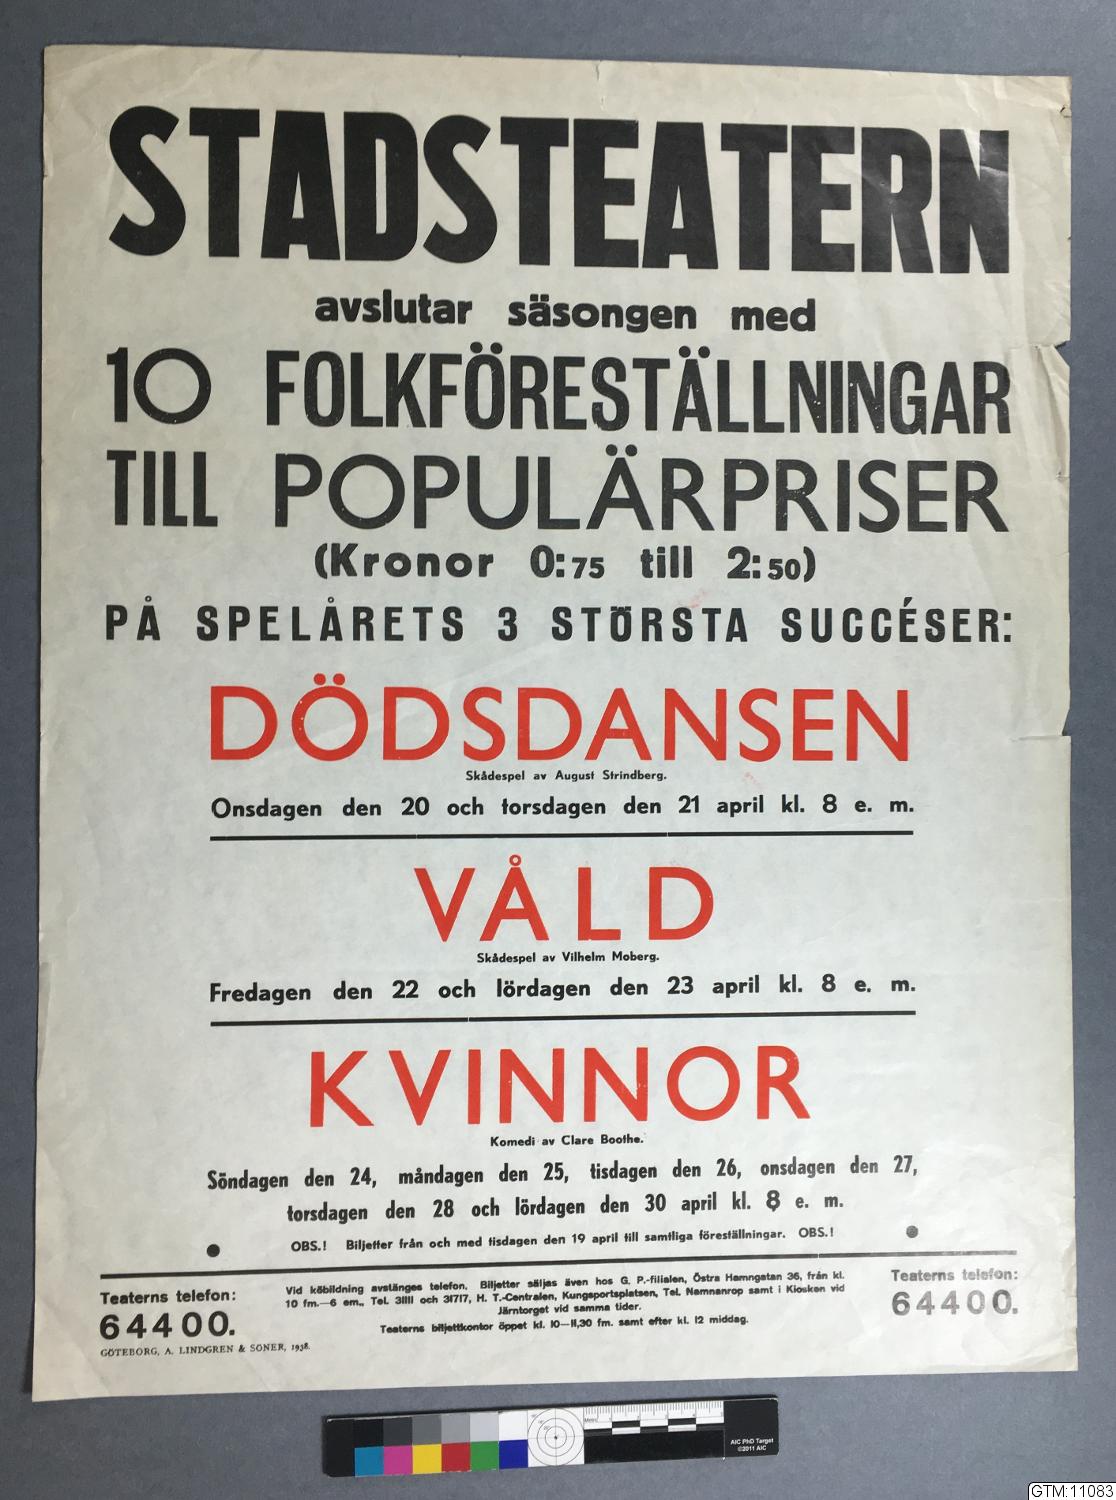 STADSTEATERN
avslutar säsongen med
10 FOLKFÖRESTÄLLNINGAR
TILL POPULÄRPRISER
(Kronor 0:75 till 2:50)
PÅ SPELÅRETS 3 STÖRSTA SUCCÉSER:
DÖDSDANSEN
Skådespel av August Strindberg.
Onsdagen den 20 och torsdagen den 21 april kl. 8 e. m.
VÅLD
Skådespel av Vilhelm Moberg.
Fredagen den 22 och lördagen den 23 april kl. 8 e. m.
KVINNOR
Komedi av Clare Boothe.
Söndagen den 24, måndagen den 25, tisdagen den 26, onsdagen den 27,
torsdagen den 28 och lördagen den 30 april kl. 8 e. m.
OBS.! Biljetter från och med tisdagen den 19 april till samtliga föreställningar. OBS.!
Teaterns telefon:
64400.
Vid köbildning avstänges telefon. Biljetter säljas även hos G. P.-filialen, Östra Hamngatan 36, från kl.
10 fm.—6 em., Tel. 31111 och 31717, H. T.-Centralen, Kungsportsplatsen, Tel. Namnanrop samt i Kiosken vid
Järntorget vid samma tider.
Teaterns biljettkontor öppet kl. 10—11,30 fm. samt efter kl. 12 middag.
Teaterns telefon:
64400.
GÖTEBORG, A. LINDGREN & SÖNER, 1938.
AIC PhD Target
©2011 AIC
GTM:11083